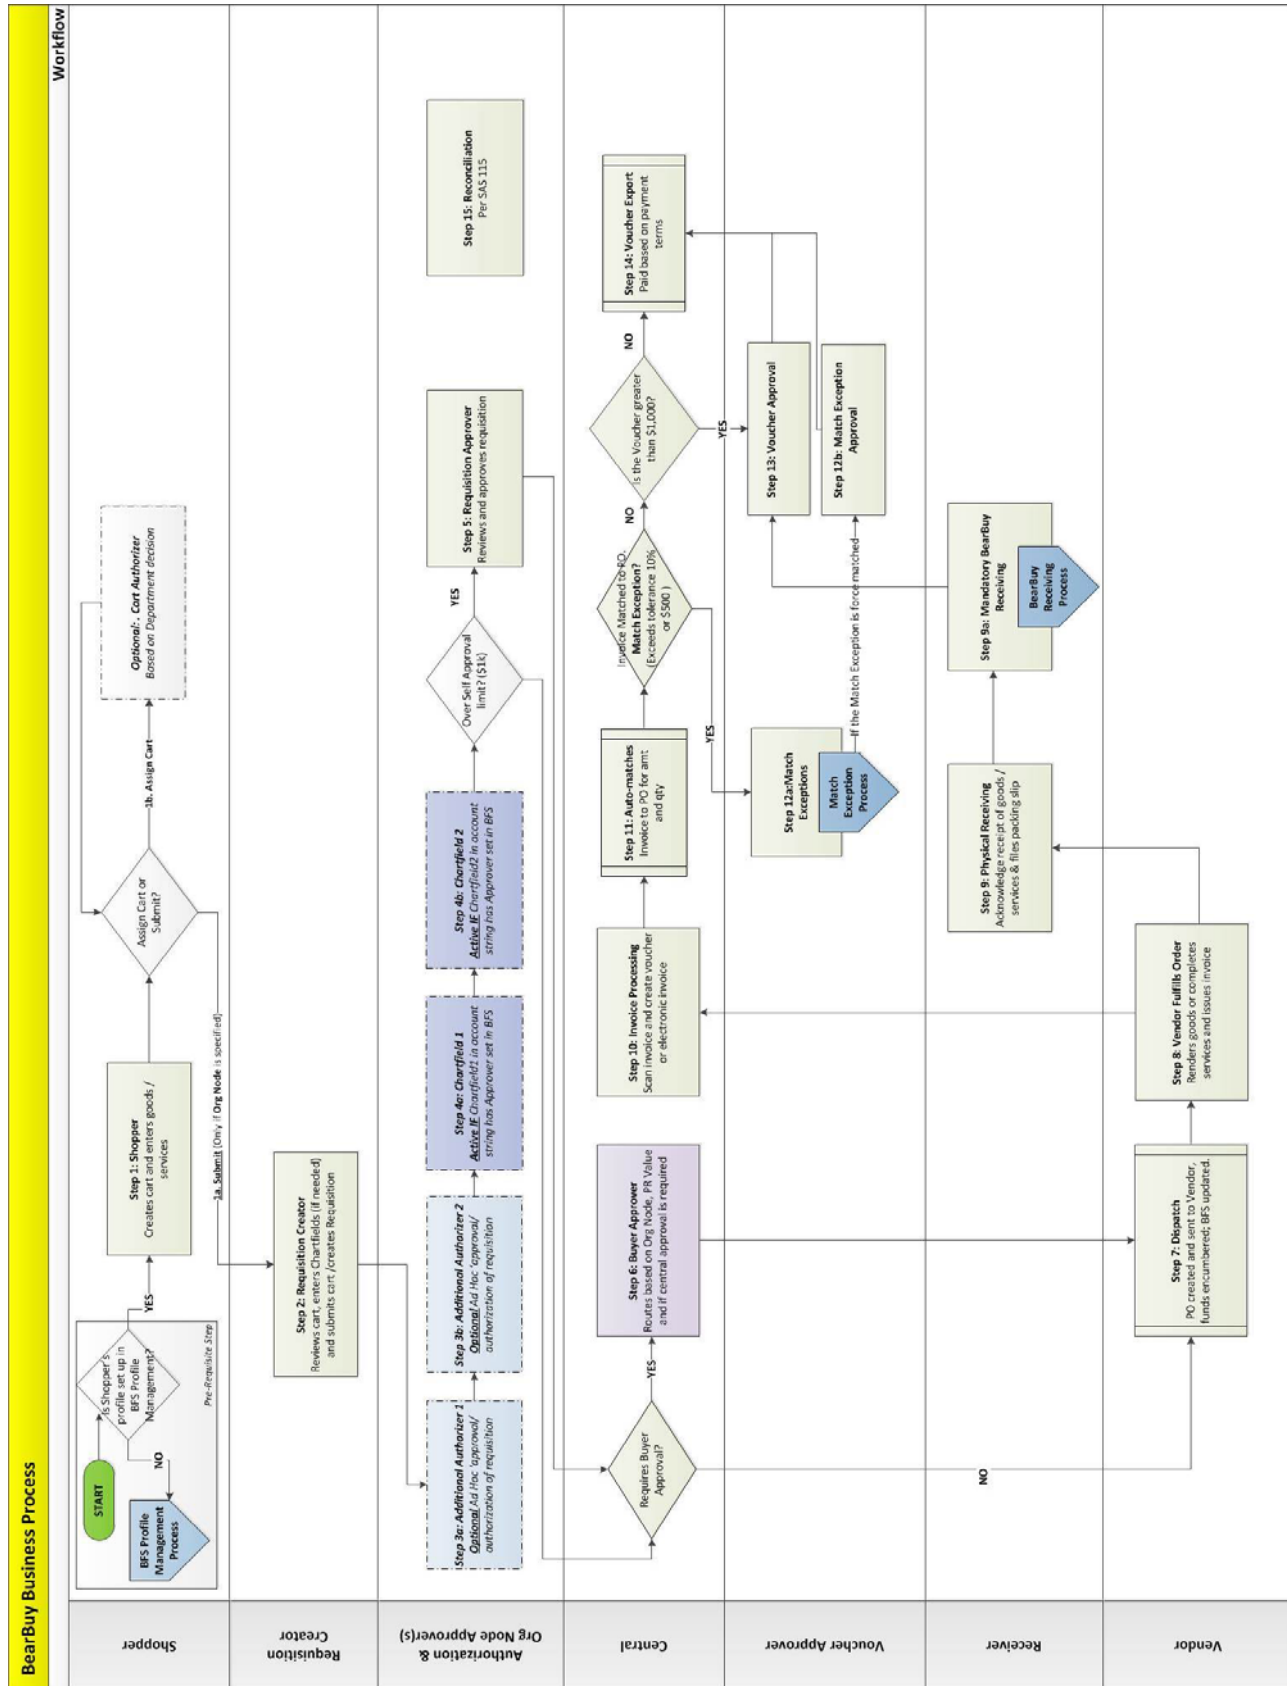 BearBuy Business Process
Workflow
Shopper
START
Is Shopper's
profile set up in
BFS Profile
Management?
NO
BFS Profile
Management
Process
Pre-Requisite Step
YES
Step 1: Shopper
Creates cart and enters goods /
services
Assign Cart or
Submit?
1b. Assign Cart
Optional:. Cart Authorizer
Based on Department decision
1a. Submit (Only if Org Node is specified)
Requisition
Creator
Step 2: Requisition Creator
Reviews cart, enters Chartfields (if needed)
and submits cart /creates Requisition
Authorization &
Org Node Approver(s)
Step 3a: Additional Authorizer 1
Optional Ad Hoc 'approval/
authorization of requisition
Step 3b: Additional Authorizer 2
Optional Ad Hoc 'approval/
authorization of requisition
Step 4a: Chartfield 1
Active IF Chartfield1 in account
string has Approver set in BFS
Step 4b: Chartfield 2
Active IF Chartfield2 in account
string has Approver set in BFS
Over Self Approval
limit? ($1k)
YES
Step 5: Requisition Approver
Reviews and approves requisition
Step 15: Reconciliation
Per SAS 115
Central
Requires Buyer
Approval?
YES
NO
Step 6: Buyer Approver
Routes based on Org Node, PR Value
and if central approval is required
Step 10: Invoice Processing
Scan invoice and create voucher
or electronic invoice
Step 11: Auto-matches
Invoice to PO for amt
and qty
Invoice Matched to PO.
Match Exception?
(Exceeds tolerance 10%
or $500 )
NO
YES
Is the Voucher greater
than $1,000?
NO
YES
Step 14: Voucher Export
Paid based on payment
terms
Voucher Approver
Step 12a:Match
Exceptions
Match
Exception
Process
If the Match Exception is force matched
Step 13: Voucher Approval
Step 12b: Match Exception
Approval
Receiver
Step 9: Physical Receiving
Acknowledge receipt of goods /
services & files packing slip
Step 9a: Mandatory BearBuy
Receiving
BearBuy
Receiving
Process
Vendor
Step 7: Dispatch
PO created and sent to Vendor,
funds encumbered; BFS updated.
Step 8: Vendor Fulfills Order
Renders goods or completes
services and issues invoice